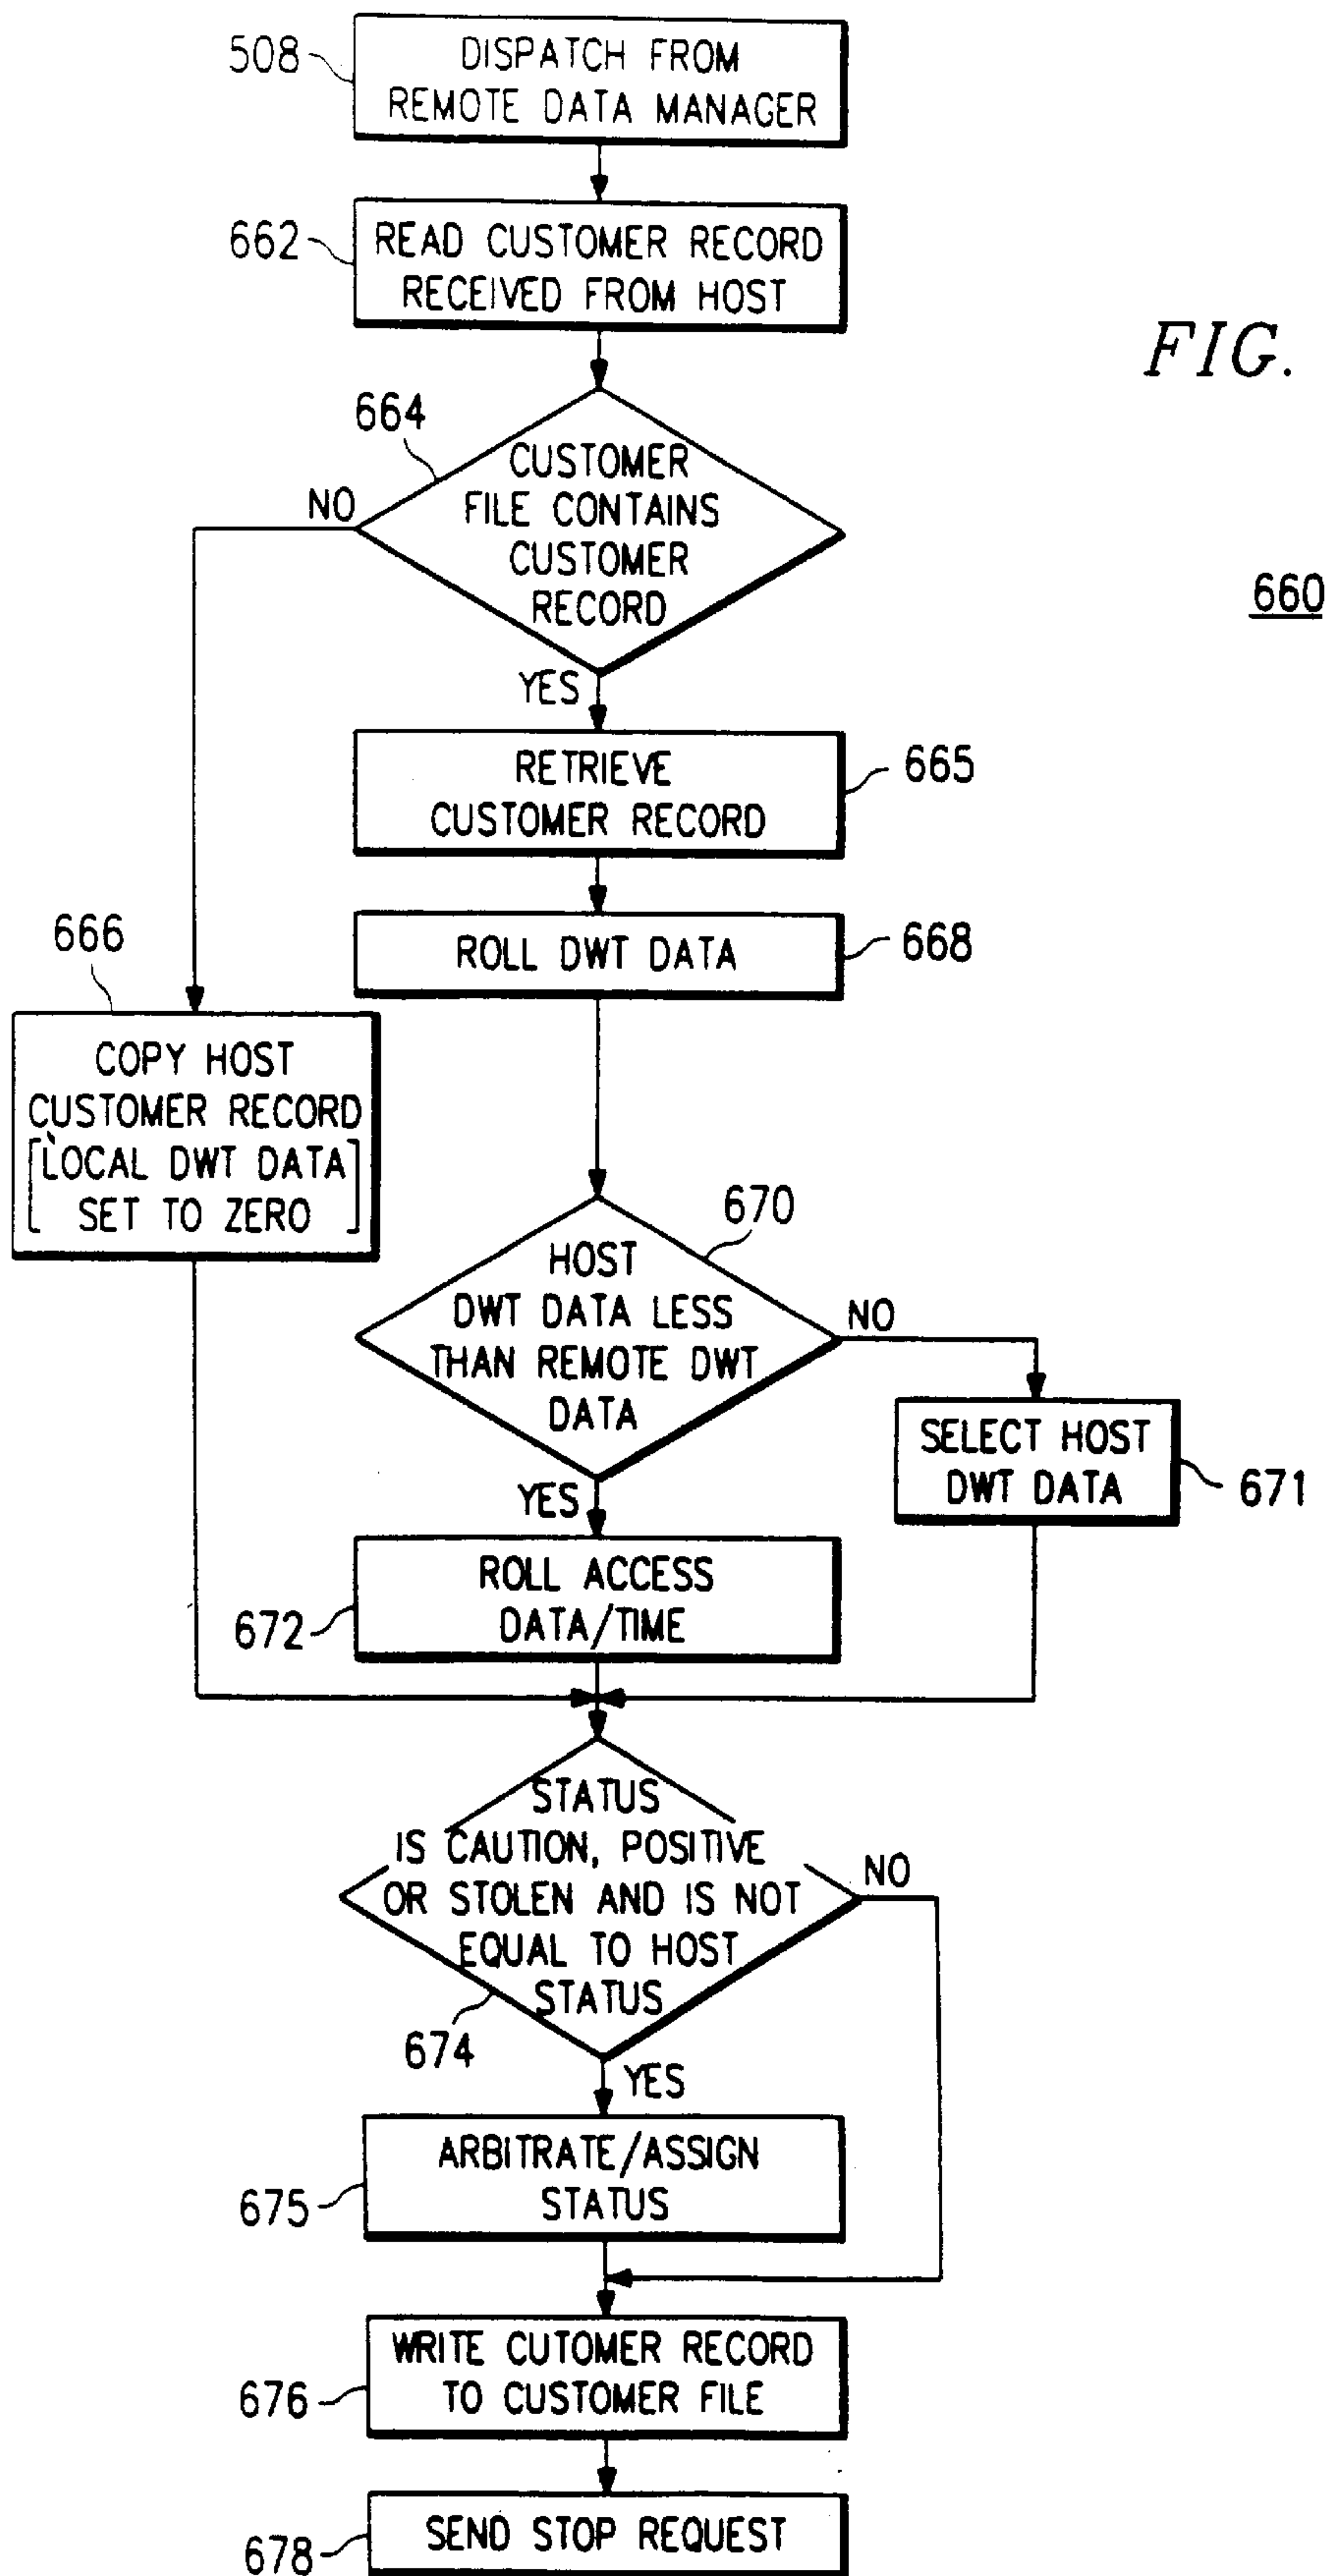 508
DISPATCH FROM
REMOTE DATA MANAGER
662
READ CUSTOMER RECORD
RECEIVED FROM HOST
FIG.
660
664
CUSTOMER
FILE CONTAINS
CUSTOMER
RECORD
NO
YES
RETRIEVE
CUSTOMER RECORD
665
ROLL DWT DATA
668
666
COPY HOST
CUSTOMER RECORD
[LOCAL DWT DATA
SET TO ZERO]
670
HOST
DWT DATA LESS
THAN REMOTE DWT
DATA
NO
YES
SELECT HOST
DWT DATA
671
ROLL ACCESS
DATA/TIME
672
STATUS
IS CAUTION, POSITIVE
OR STOLEN AND IS NOT
EQUAL TO HOST
STATUS
NO
674
YES
ARBITRATE/ASSIGN
STATUS
675
WRITE CUTOMER RECORD
TO CUSTOMER FILE
676
SEND STOP REQUEST
678